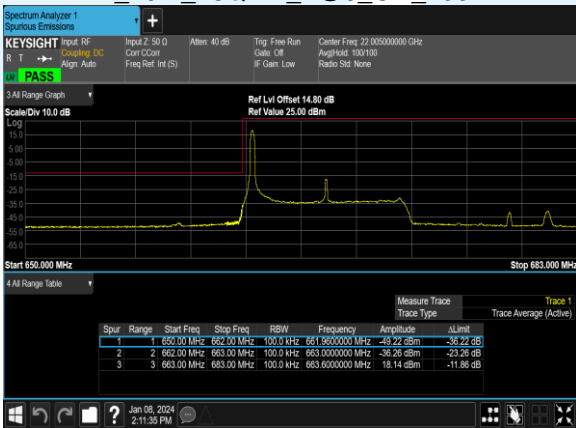 Spectrum Analyzer 1
Spurious Emissions
KEYSIGHT Input: RF Input Z: 50 Ω Atten: 40 dB Trig: Free Run Center Freq: 22.005000000 GHz
R T Coupling: DC Corr CCorr Gate: Off Avg|Hold: 100/100
Align: Auto Freq Ref: Int (S) IF Gain: Low Radio Std: None
LW PASS
3 All Range Graph
Ref Lvl Offset 14.80 dB
Scale/Div 10.0 dB Ref Value 25.00 dBm
Log
15.0
5.00
-5.00
-15.0
-25.0
-35.0
-45.0
-55.0
-65.0
Start 650.000 MHz Stop 683.000 MHz
4 All Range Table
Measure Trace Trace 1
Trace Type Trace Average (Active)
Spur Range Start Freq Stop Freq RBW Frequency Amplitude ΔLimit
1 1 650.00 MHz 662.00 MHz 100.0 kHz 661.9600000 MHz -49.22 dBm -36.22 dB
2 2 662.00 MHz 663.00 MHz 100.0 kHz 663.0000000 MHz -36.26 dBm -23.26 dB
3 3 663.00 MHz 683.00 MHz 100.0 kHz 663.6000000 MHz 18.14 dBm -11.86 dB
? Jan 08, 2024
2:11:35 PM